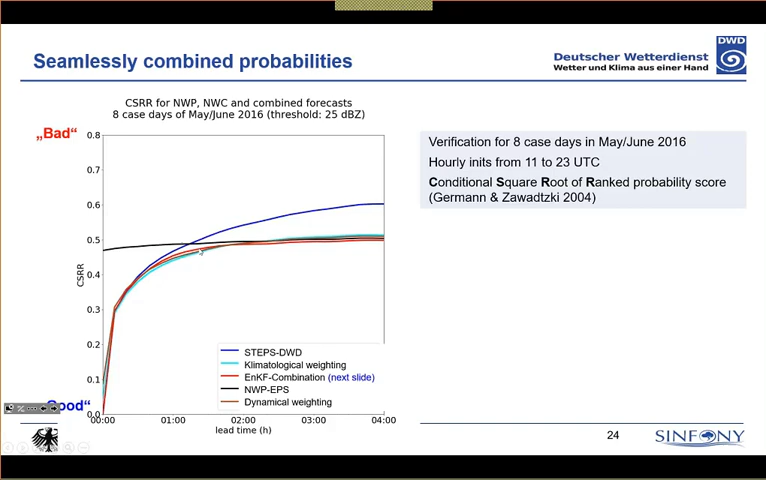 Seamlessly combined probabilities
DWD
Deutscher Wetterdienst
Wetter und Klima aus einer Hand
CSRR for NWP, NWC and combined forecasts
8 case days of May/June 2016 (threshold: 25 dBZ)
„Bad“
0.8
0.7
0.6
0.5
0.4
0.3
0.2
0.1
0.0
CSRR
STEPS-DWD
Klimatological weighting
EnKF-Combination (next slide)
NWP-EPS
Dynamical weighting
ood“
00:00 01:00 02:00 03:00 04:00
lead time (h)
Verification for 8 case days in May/June 2016
Hourly inits from 11 to 23 UTC
Conditional Square Root of Ranked probability score
(Germann & Zawadtzki 2004)
24
SINFONY